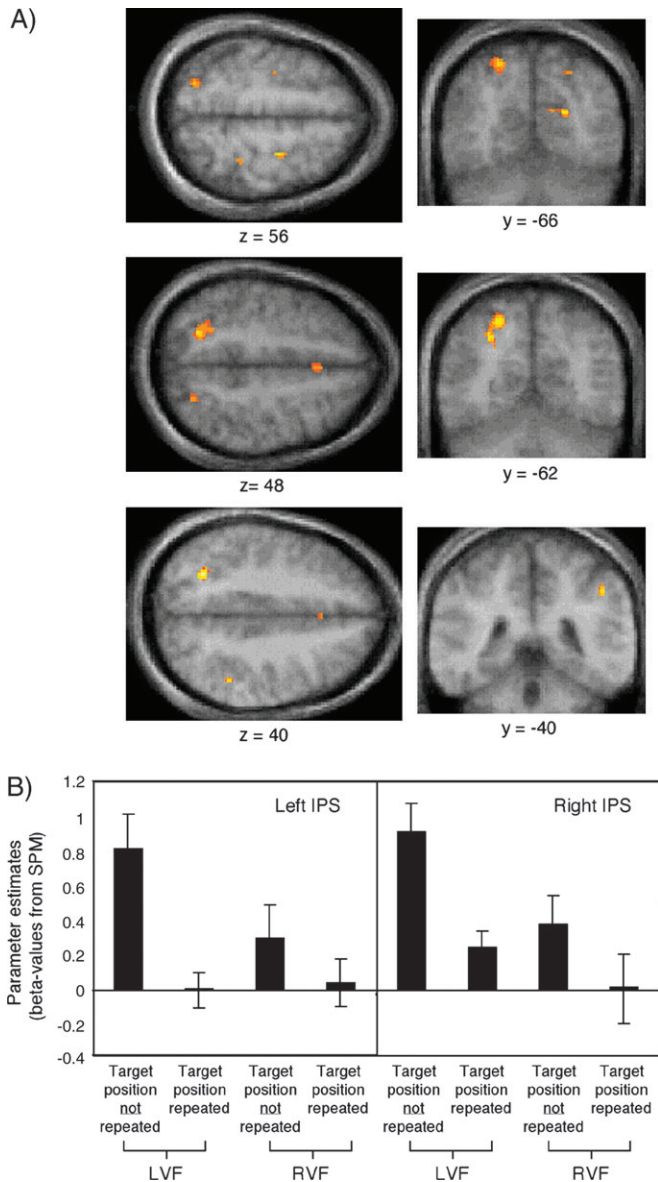 A)
z = 56
y = -66
z= 48
y = -62
z = 40
y = -40
B)
Parameter estimates
(beta-values from SPM)
1.2
1
0.8
0.6
0.4
0.2
0
-0.2
-0.4
Left IPS
Right IPS
Target position not repeated
Target position repeated
Target position not repeated
Target position repeated
Target position not repeated
Target position repeated
Target position not repeated
Target position repeated
LVF
RVF
LVF
RVF